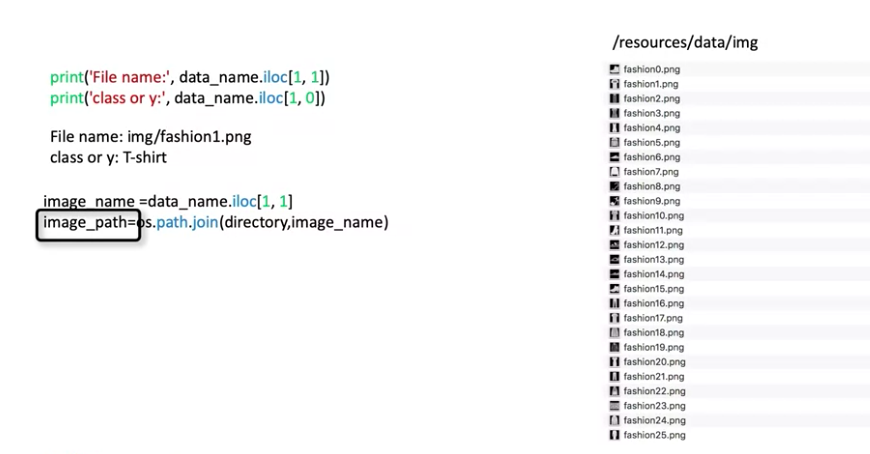 print('File name:', data_name.iloc[1, 1])
print('class or y:', data_name.iloc[1, 0])
File name: img/fashion1.png
class or y: T-shirt
image_name =data_name.iloc[1, 1]
image_path=os.path.join(directory,image_name)
/resources/data/img
fashion0.png
fashion1.png
fashion2.png
fashion3.png
fashion4.png
fashion5.png
fashion6.png
fashion7.png
fashion8.png
fashion9.png
fashion10.png
fashion11.png
fashion12.png
fashion13.png
fashion14.png
fashion15.png
fashion16.png
fashion17.png
fashion18.png
fashion19.png
fashion20.png
fashion21.png
fashion22.png
fashion23.png
fashion24.png
fashion25.png